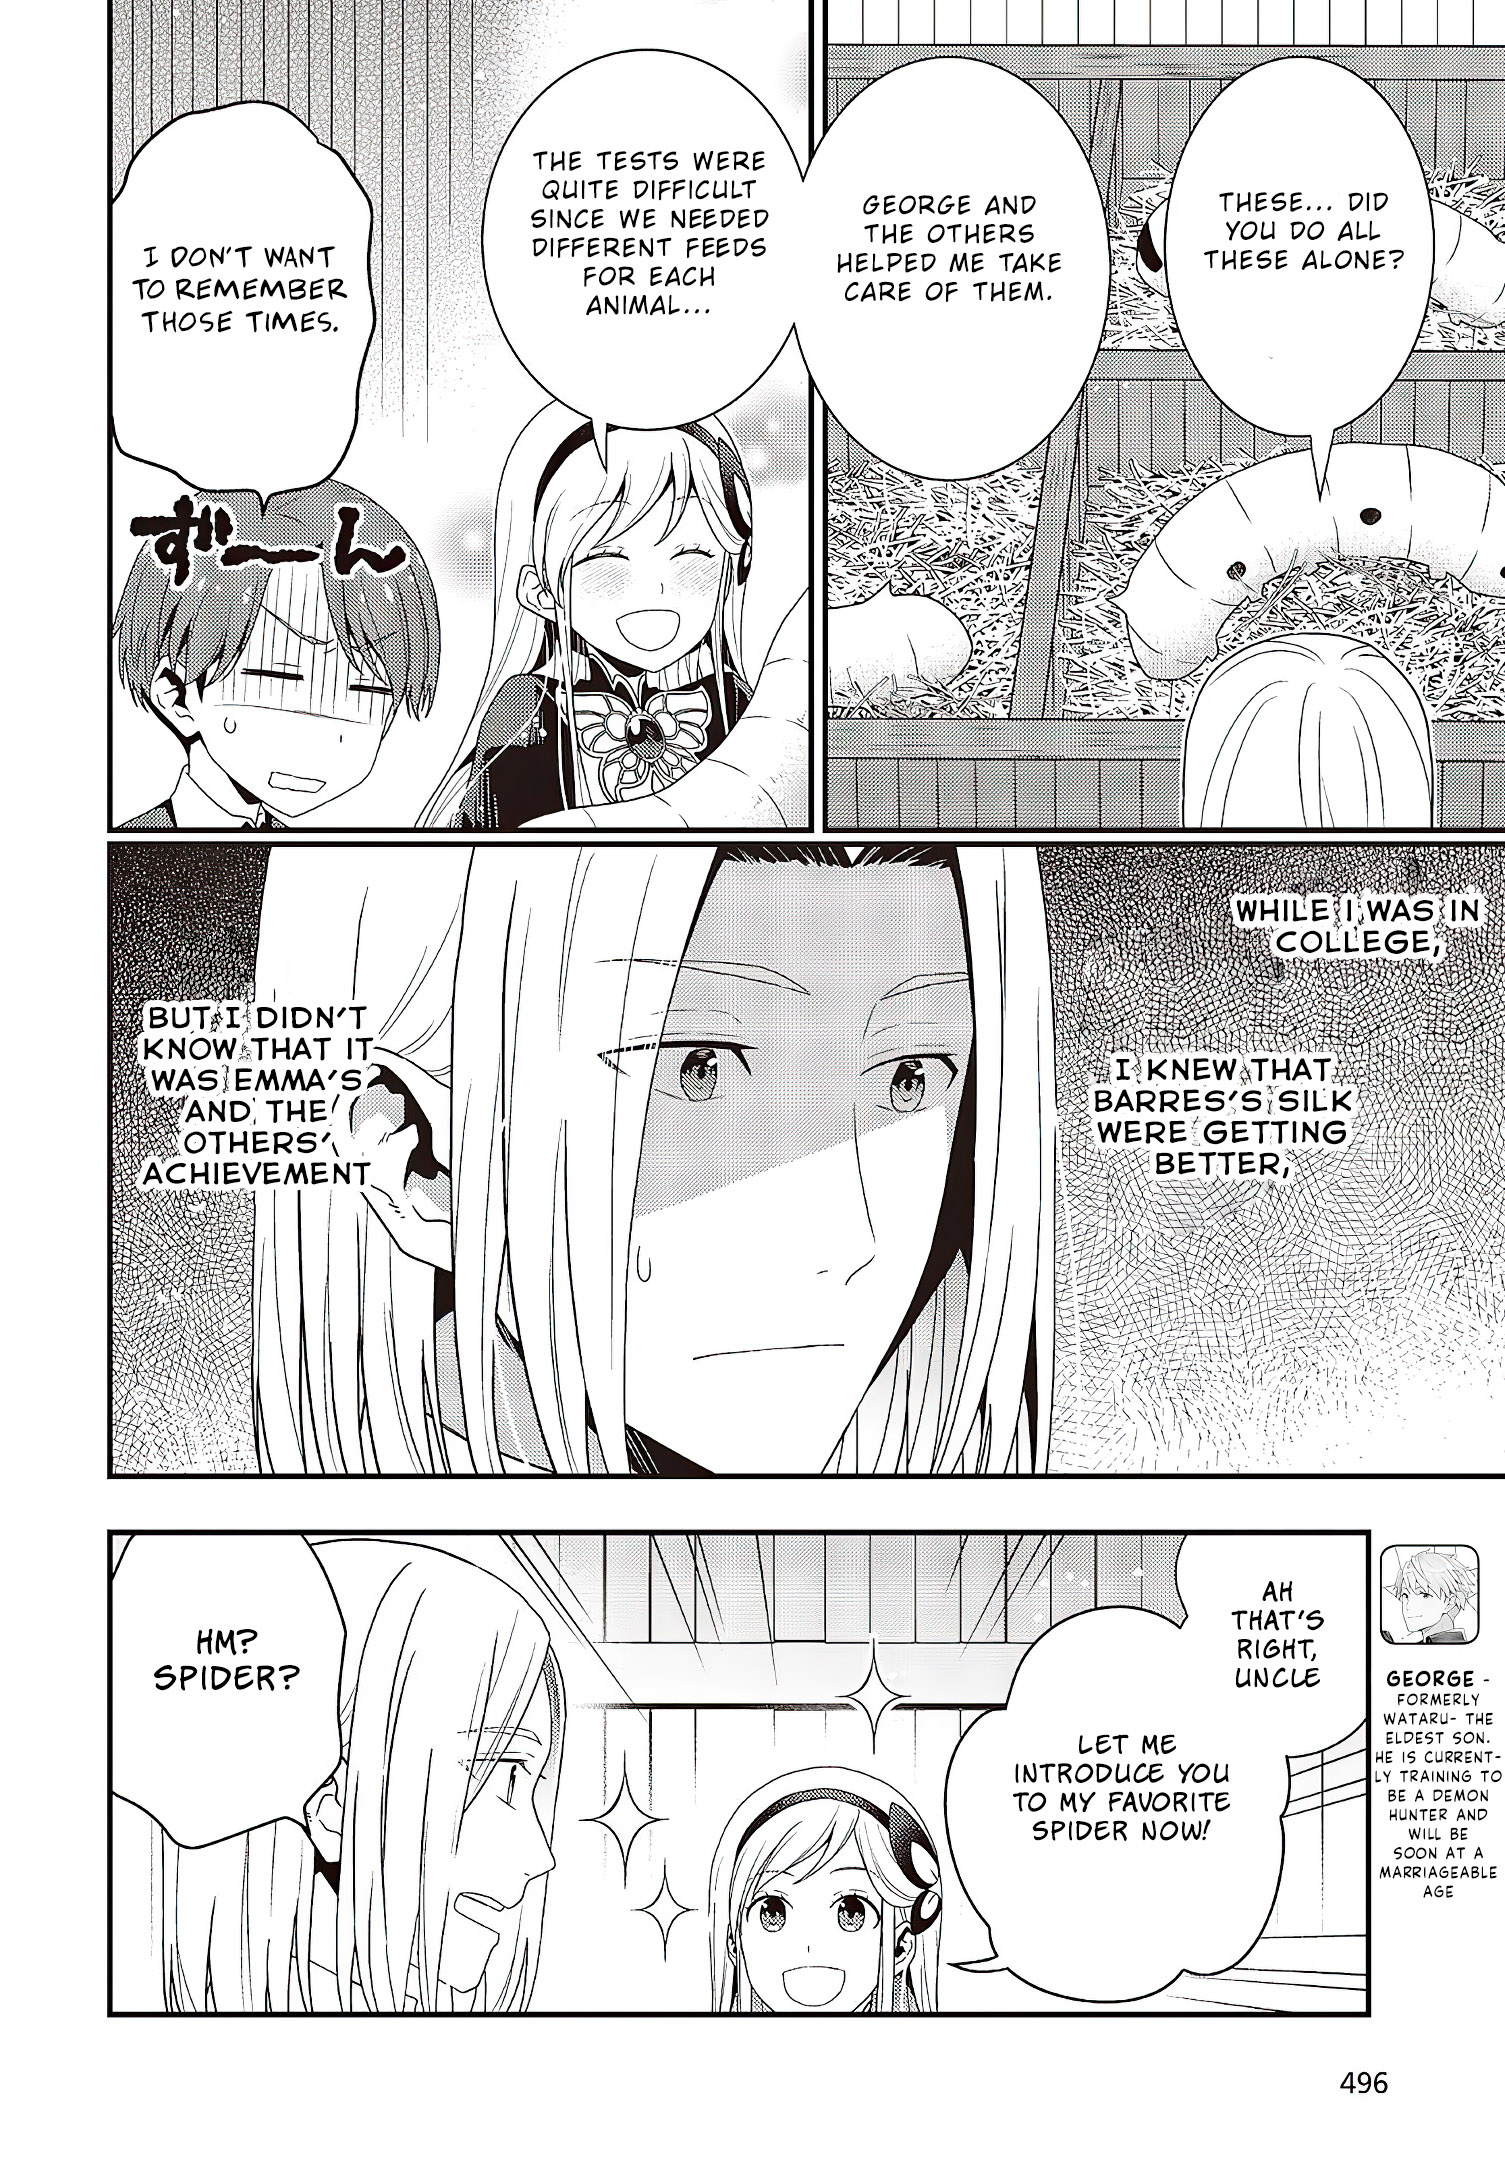 THESE... DID
YOU DO ALL
THESE ALONE?
GEORGE AND
THE OTHERS
HELPED ME TAKE
CARE OF THEM.
THE TESTS WERE
QUITE DIFFICULT
SINCE WE NEEDED
DIFFERENT FEEDS
FOR EACH
ANIMAL...
I DON'T WANT
TO REMEMBER
THOSE TIMES.
ずーん
WHILE I WAS IN
COLLEGE,
I KNEW THAT
BARRES'S SILK
WERE GETTING
BETTER,
BUT I DIDN'T
KNOW THAT IT
WAS EMMA'S
AND THE
OTHERS'
ACHIEVEMENT
AH
THAT'S
RIGHT,
UNCLE
LET ME
INTRODUCE YOU
TO MY FAVORITE
SPIDER NOW!
HM?
SPIDER?
GEORGE -
FORMERLY
WATARU- THE
ELDEST SON.
HE IS CURRENT-
LY TRAINING TO
BE A DEMON
HUNTER AND
WILL BE
SOON AT A
MARRIAGEABLE
AGE
496